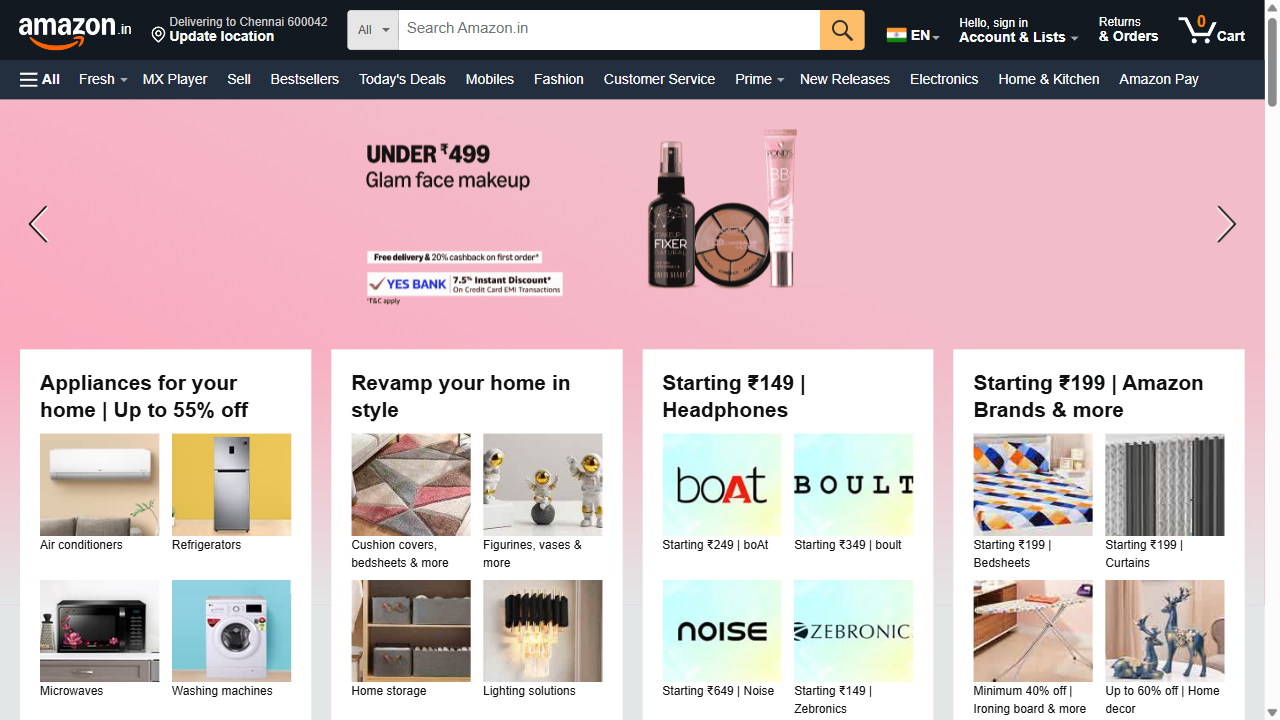 amazon.in
Delivering to Chennai 600042
Update location
All
Search Amazon.in
EN
Hello, sign in
Account & Lists
Returns
& Orders
0
Cart
All
Fresh
MX Player
Sell
Bestsellers
Today's Deals
Mobiles
Fashion
Customer Service
Prime
New Releases
Electronics
Home & Kitchen
Amazon Pay
UNDER ₹499
Glam face makeup
Free delivery & 20% cashback on first order*
YES BANK
7.5% Instant Discount*
On Credit Card EMI Transactions
*T&C apply
MAKEUP
FIXER
NATURAL
POND'S
BB
Appliances for your
home | Up to 55% off
Air conditioners
Refrigerators
Microwaves
Washing machines
Revamp your home in
style
Cushion covers,
bedsheets & more
Figurines, vases &
more
Home storage
Lighting solutions
Starting ₹149 |
Headphones
boAt
BOULT
Starting ₹249 | boAt
Starting ₹349 | boult
NOISE
ZEBRONIC
Starting ₹649 | Noise
Starting ₹149 |
Zebronics
Starting ₹199 | Amazon
Brands & more
Starting ₹199 |
Bedsheets
Starting ₹199 |
Curtains
Minimum 40% off |
Ironing board & more
Up to 60% off | Home
decor